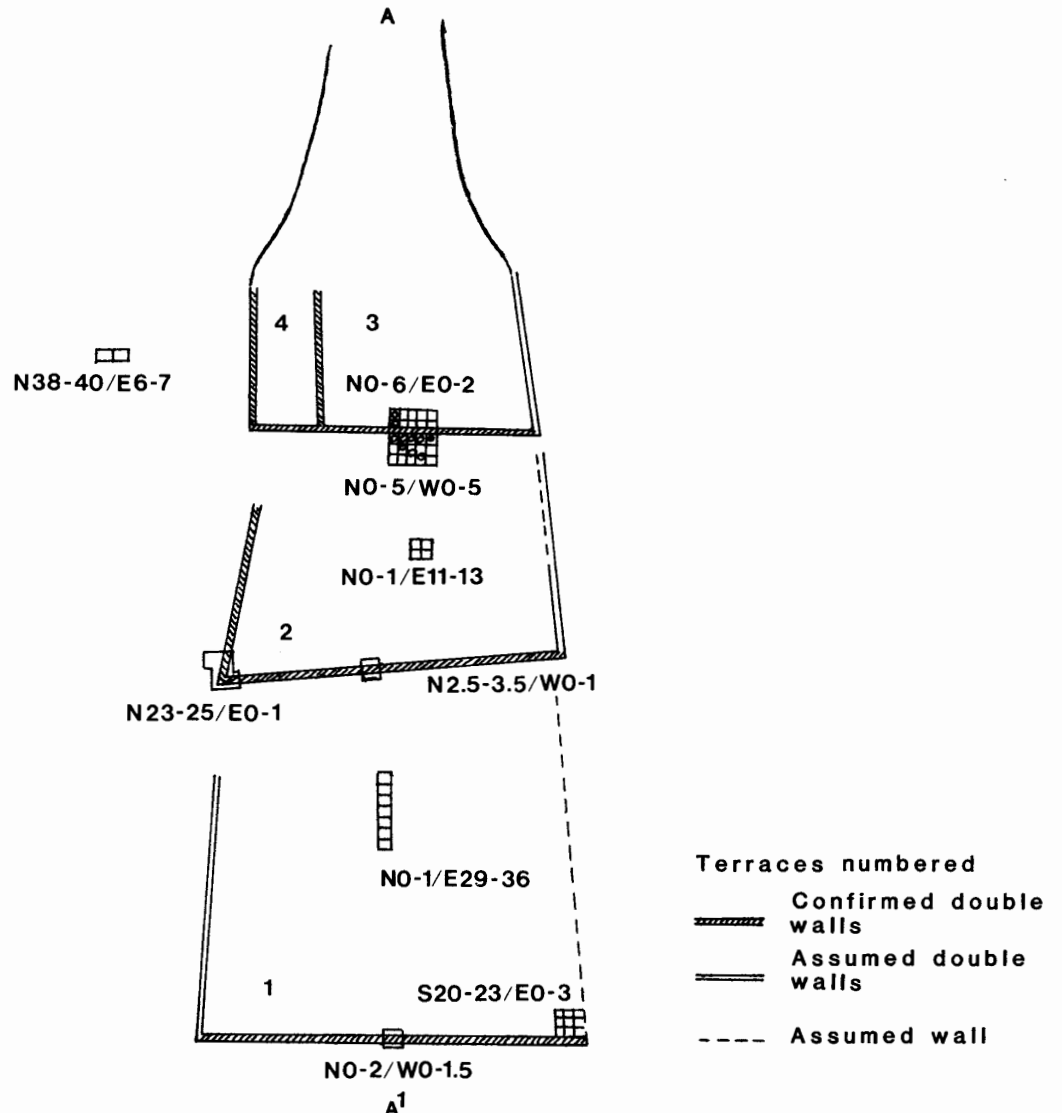 A
4
3
N38-40/E6-7
N0-6/E0-2
N0-5/W0-5
N0-1/E11-13
2
N2.5-3.5/W0-1
N23-25/E0-1
N0-1/E29-36
1
S20-23/E0-3
N0-2/W0-1.5
A1
Terraces numbered
Confirmed double
walls
Assumed double
walls
Assumed wall